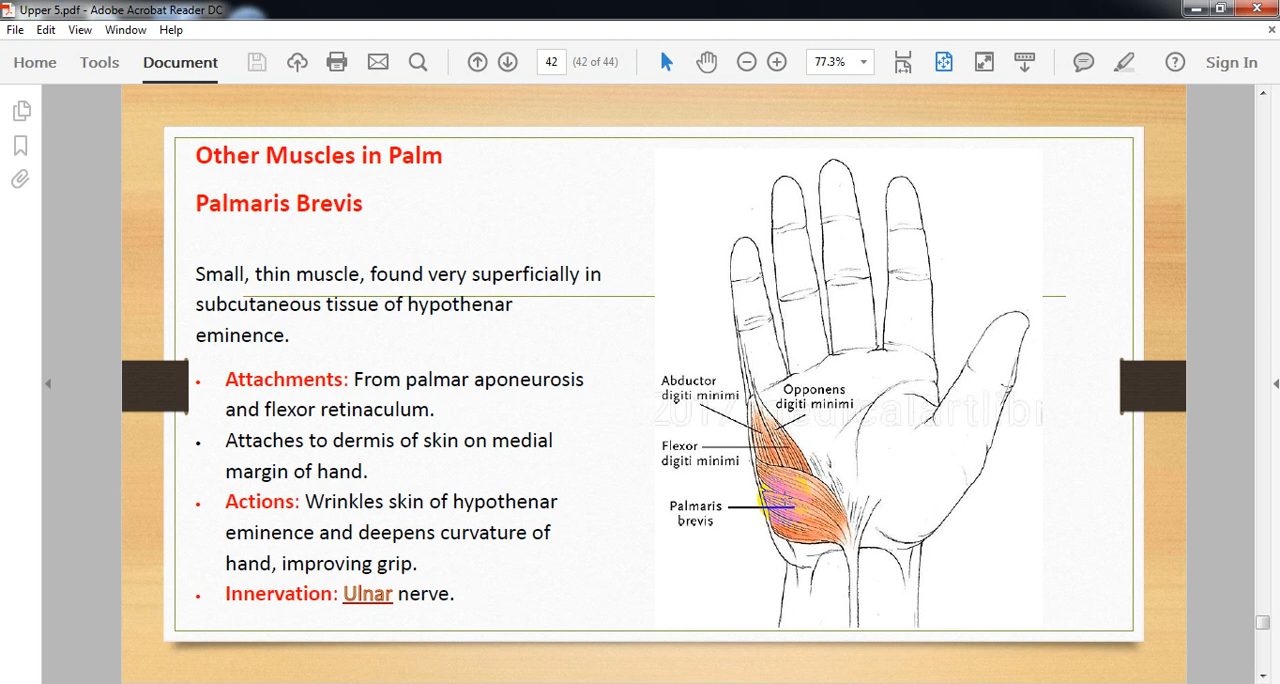 Upper 5.pdf - Adobe Acrobat Reader DC
File Edit View Window Help
Home Tools Document 42 (42 of 44) 77.3% Sign In
Other Muscles in Palm
Palmaris Brevis
Small, thin muscle, found very superficially in
subcutaneous tissue of hypothenar
eminence.
• Attachments: From palmar aponeurosis
and flexor retinaculum.
• Attaches to dermis of skin on medial
margin of hand.
• Actions: Wrinkles skin of hypothenar
eminence and deepens curvature of
hand, improving grip.
• Innervation: Ulnar nerve.
Abductor
digiti minimi
Opponens
digiti minimi
Flexor
digiti minimi
Palmaris
brevis